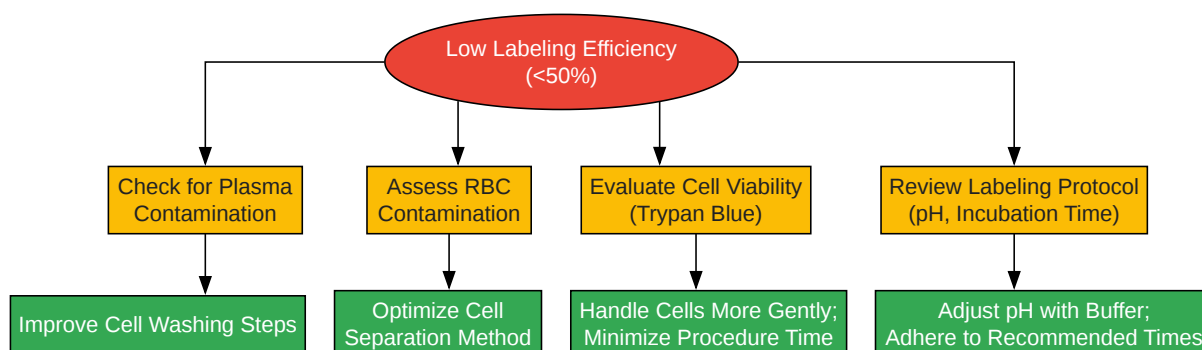 Low Labeling Efficiency
(<50%)
Check for Plasma
Contamination
Assess RBC
Contamination
Evaluate Cell Viability
(Trypan Blue)
Review Labeling Protocol
(pH, Incubation Time)
Improve Cell Washing Steps
Optimize Cell
Separation Method
Handle Cells More Gently;
Minimize Procedure Time
Adjust pH with Buffer;
Adhere to Recommended Times